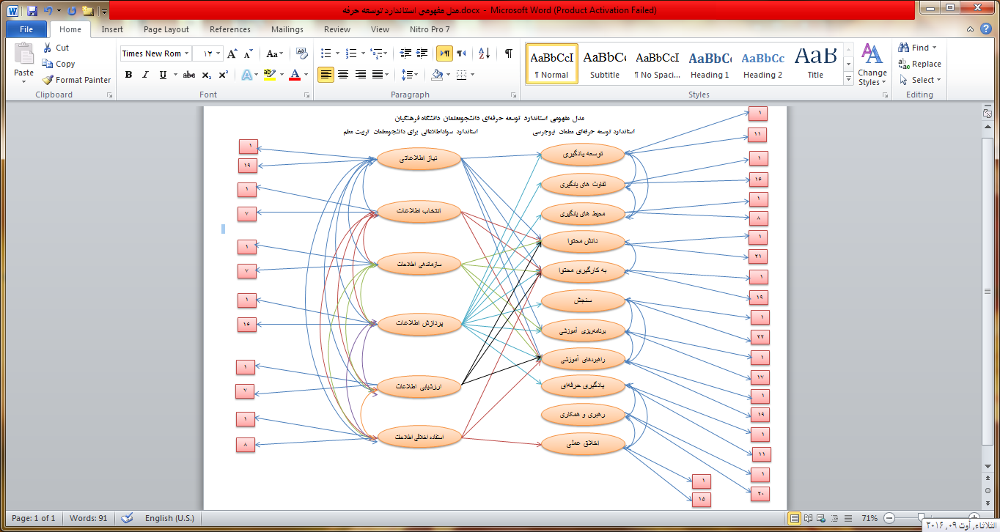 مدل مفهومی استاندارد توسعه حرفه.docx - Microsoft Word (Product Activation Failed)
File Home Insert Page Layout References Mailings Review View Nitro Pro 7
Paste
Cut
Copy
Format Painter
Clipboard
Times New Rom ۱۲
Font
Paragraph
AaBbCcI AaBbCc AaBbCcI AaBbCc AaBbCc AaB
¶ Normal Subtitle ¶ No Spaci... Heading 1 Heading 2 Title
Change Styles
Styles
Find
Replace
Select
Editing
مدل مفهومی استاندارد توسعه حرفه‌ای دانشجومعلمان دانشگاه فرهنگیان
استاندارد توسعه حرفه‌ای معلمان نیوجرسی
استاندارد سواداطلاعاتی برای دانشجومعلمان تربیت معلم
توسعه یادگیری
تفاوت های یادگیری
محیط های یادگیری
دانش محتوا
به کارگیری محتوا
سنجش
برنامه‌ریزی آموزشی
راهبردهای آموزشی
یادگیری حرفه‌ای
رهبری و همکاری
اخلاق عملی
نیاز اطلاعاتی
انتخاب اطلاعات
سازماندهی اطلاعات
پردازش اطلاعات
ارزشیابی اطلاعات
استفاده اخلاقی اطلاعات
۱
۱۱
۱
۱۶
۱
۸
۱
۲۱
۱
۱۹
۱
۲۲
۱
۱۷
۱
۱۹
۱
۱۱
۱
۲۰
۱
۱۵
۱
۱۹
۱
۷
۱
۷
۱
۱۶
۱
۷
۱
۸
Page: 1 of 1 Words: 91 English (U.S.) 71%
الثلاثاء, أوت ۰۹, ۲۰۱۶